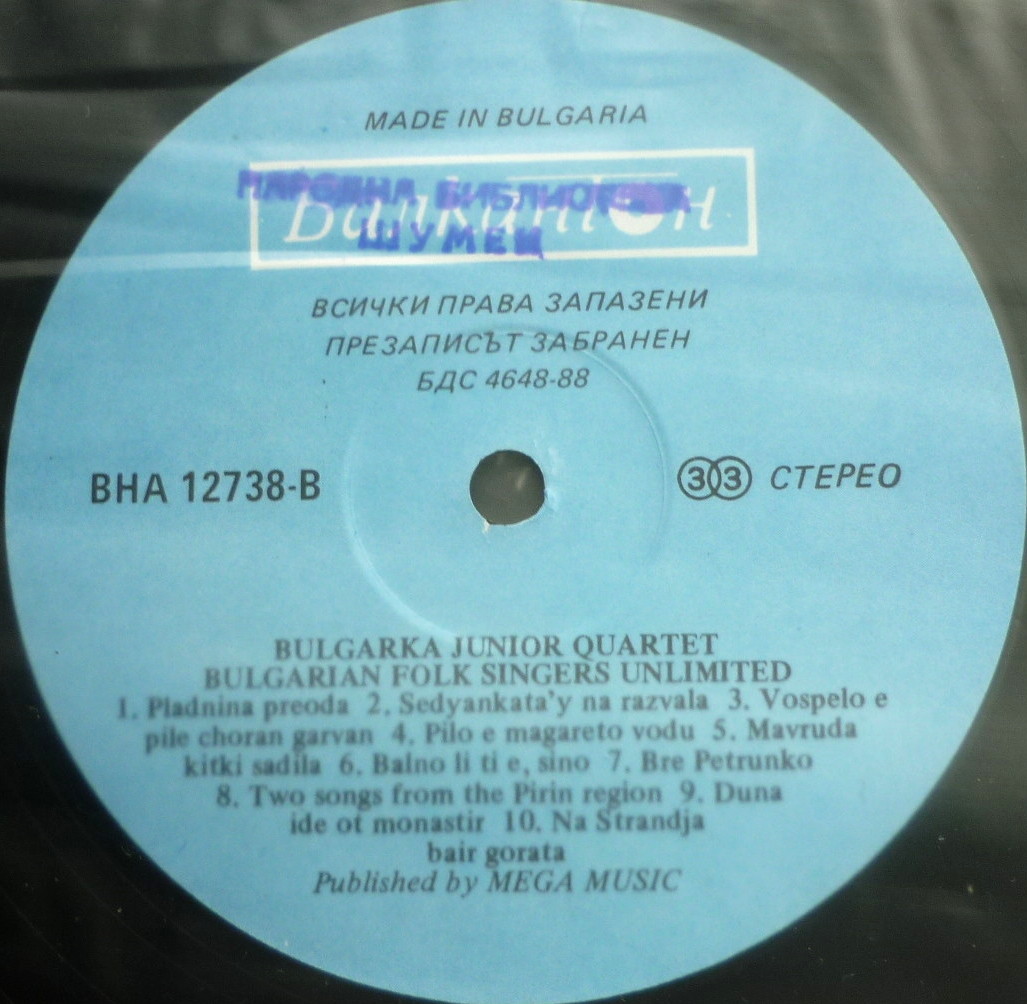 MADE IN BULGARIA
Балкантон
НАРОДНА БИБЛИОТЕКА
ШУМЕЩ
ВСИЧКИ ПРАВА ЗАПАЗЕНИ
ПРЕЗАПИСЪТ ЗАБРАНЕН
БДС 4648-88
ВНА 12738-В
33 СТЕРЕО
BULGARKA JUNIOR QUARTET
BULGARIAN FOLK SINGERS UNLIMITED
1. Pladnina preoda 2. Sedyankata'y na razvala 3. Vospelo e
pile choran garvan 4. Pilo e magareto vodu 5. Mavruda
kitki sadila 6. Balno li ti e, sino 7. Bre Petrunko
8. Two songs from the Pirin region 9. Duna
ide ot monastir 10. Na Strandja
bair gorata
Published by MEGA MUSIC